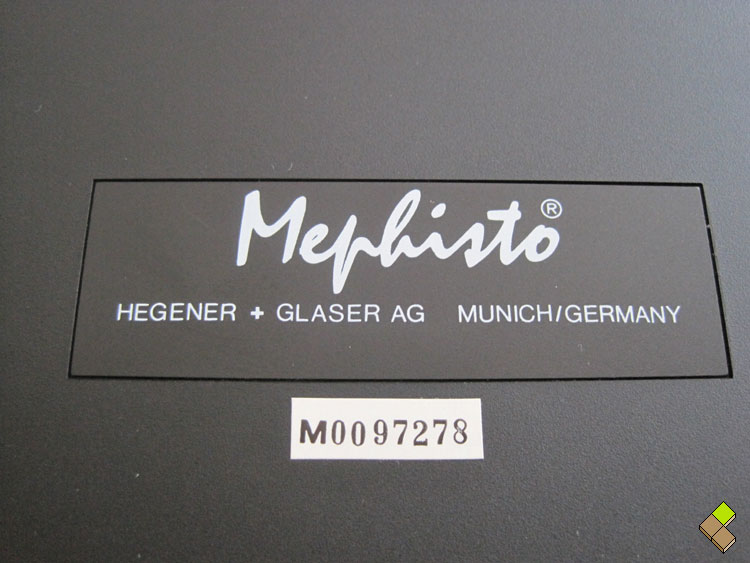 Mephisto®
HEGENER + GLASER AG MUNICH/GERMANY
M0097278